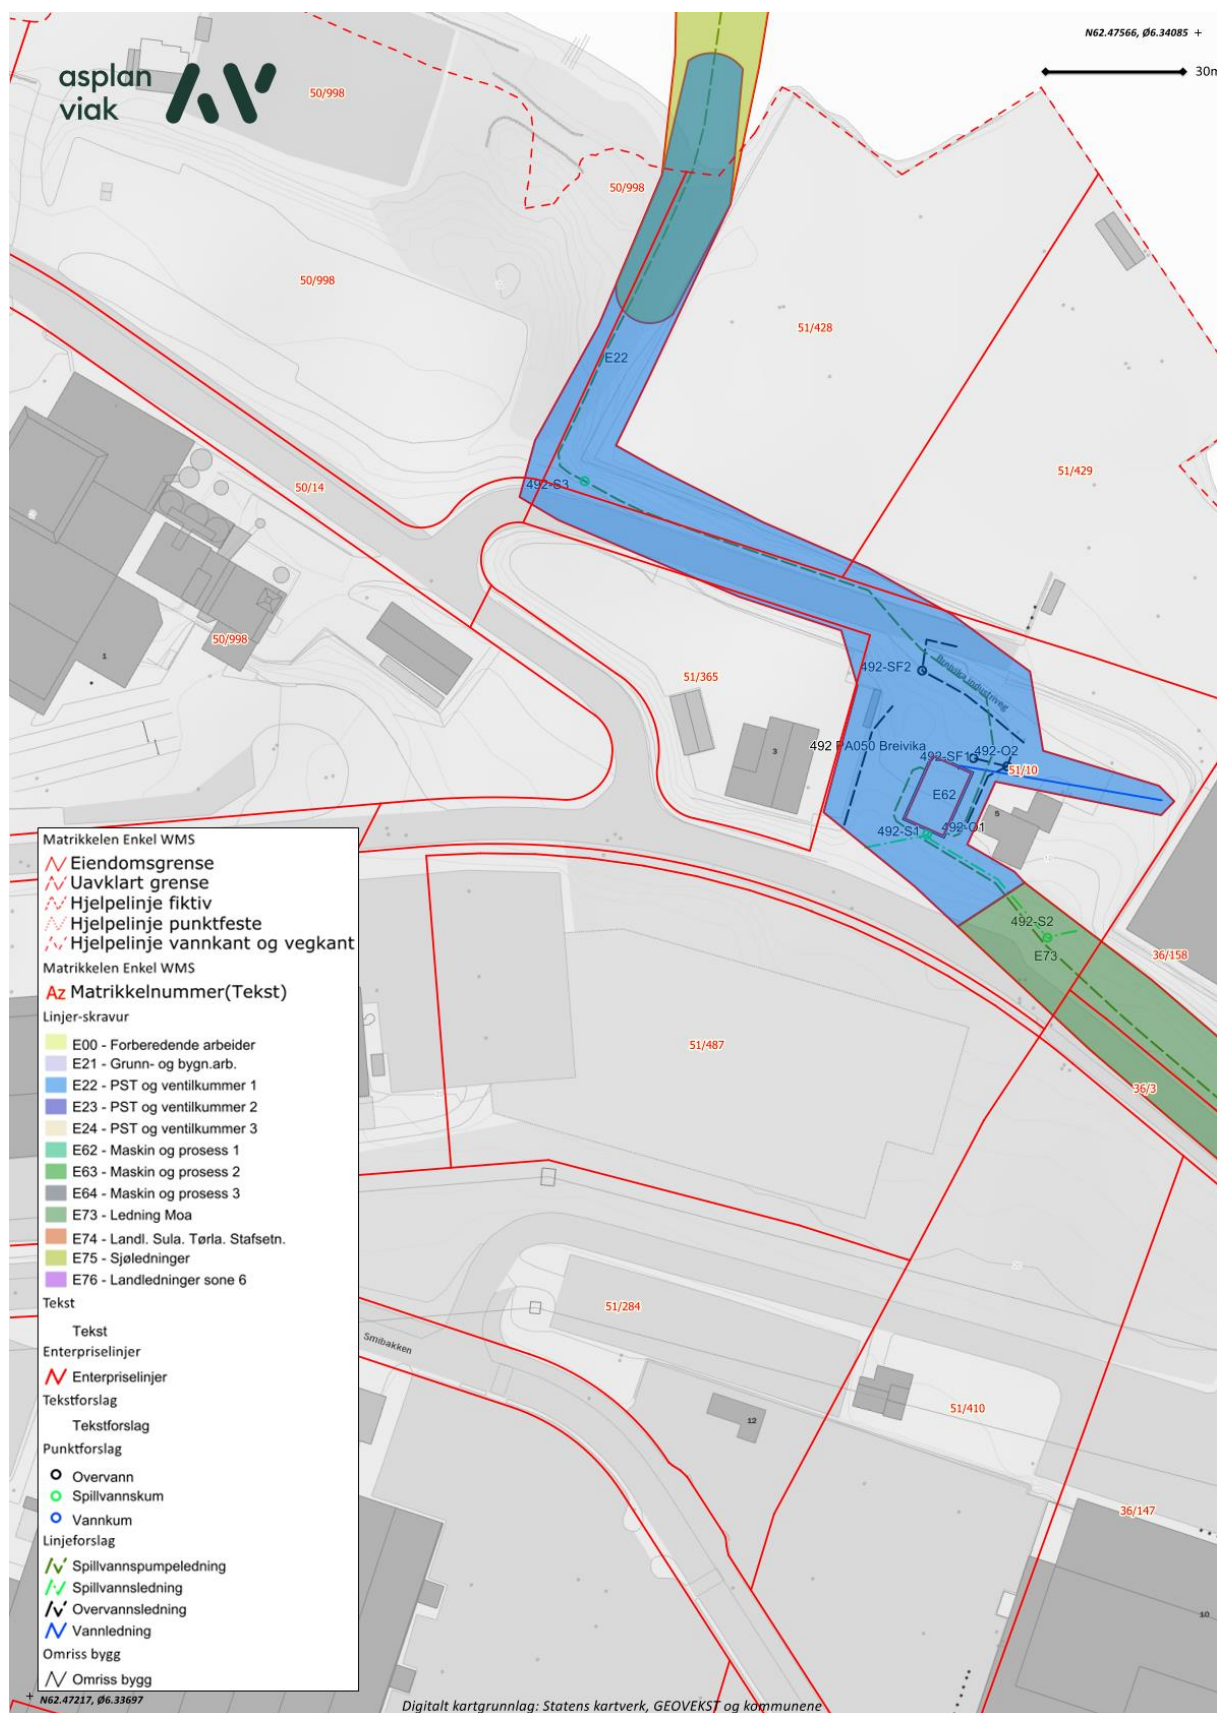 N62.47566, Ø6.34085 +
30m
asplan
viak
50/998
50/998
50/998
51/428
E22
51/429
492-S3
50/14
50/998
1
492-SF2
Breivika industriveg
51/365
3
492 PA050 Breivika
492-SF1
492-O2
51/10
E62
5
492-S1
492-O1
492-S2
E73
36/158
51/487
36/3
51/284
Smibakken
12
51/410
36/147
10
Matrikkelen Enkel WMS
Eiendomsgrense
Uavklart grense
Hjelpelinje fiktiv
Hjelpelinje punktfeste
Hjelpelinje vannkant og vegkant
Matrikkelen Enkel WMS
Az Matrikkelnummer(Tekst)
Linjer-skravur
E00 - Forberedende arbeider
E21 - Grunn- og bygn.arb.
E22 - PST og ventilkummer 1
E23 - PST og ventilkummer 2
E24 - PST og ventilkummer 3
E62 - Maskin og prosess 1
E63 - Maskin og prosess 2
E64 - Maskin og prosess 3
E73 - Ledning Moa
E74 - Landl. Sula. Tørla. Stafsetn.
E75 - Sjøledninger
E76 - Landledninger sone 6
Tekst
Tekst
Enterpriselinjer
Enterpriselinjer
Tekstforslag
Tekstforslag
Punktforslag
Overvann
Spillvannskum
Vannkum
Linjeforslag
Spillvannspumpeledning
Spillvannsledning
Overvannsledning
Vannledning
Omriss bygg
Omriss bygg
+ N62.47217, Ø6.33697
Digitalt kartgrunnlag: Statens kartverk, GEOVEKST og kommunene